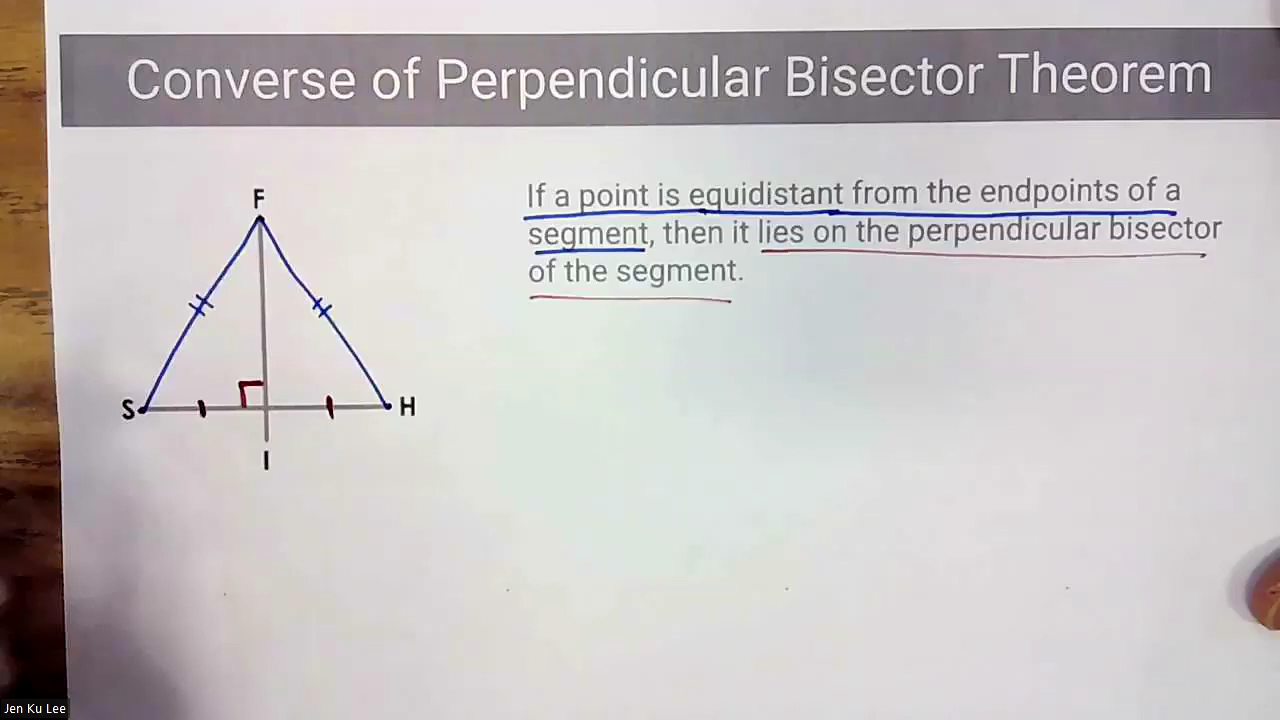 Converse of Perpendicular Bisector Theorem
F
If a point is equidistant from the endpoints of a
segment, then it lies on the perpendicular bisector
of the segment.
S
H
I
Jen Ku Lee